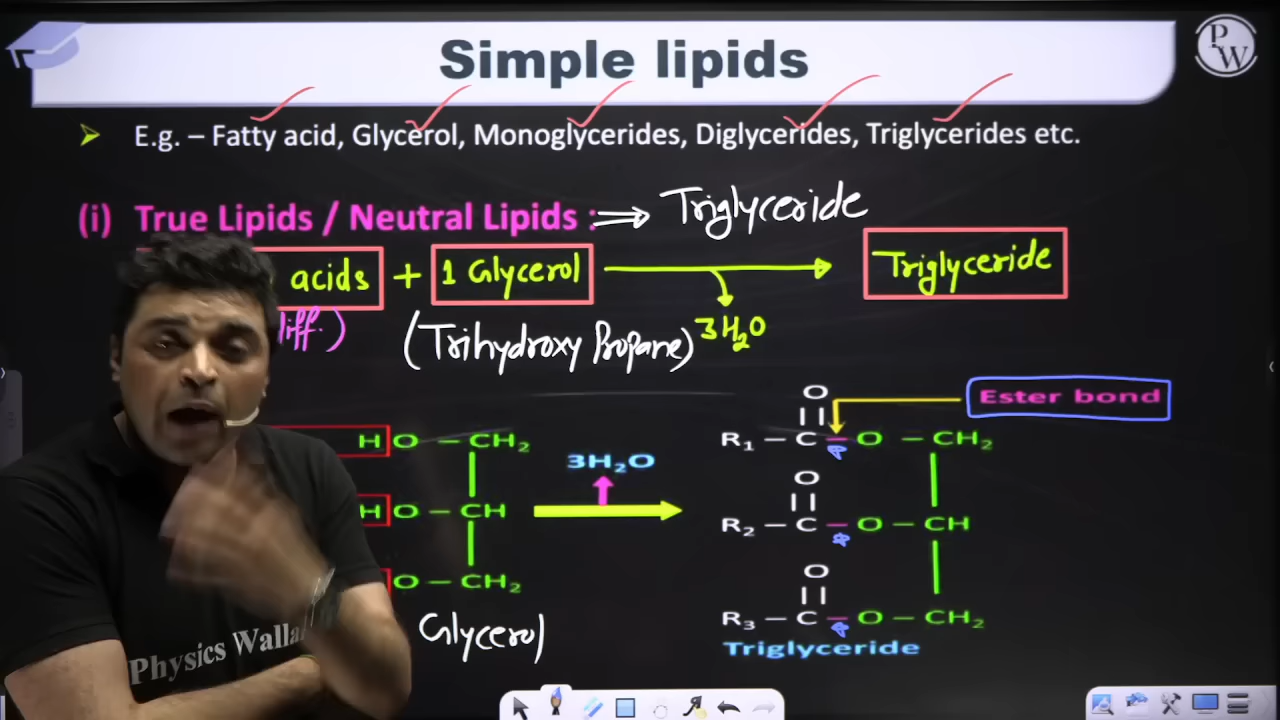 Simple lipids
PW
E.g. – Fatty acid, Glycerol, Monoglycerides, Diglycerides, Triglycerides etc.
(i) True Lipids / Neutral Lipids : ⇒ Triglyceride
acids + 1 Glycerol → Triglyceride
3H₂O
diff.) (Trihydroxy Propane)
O Ester bond
HO – CH₂ 3H₂O R₁ – C – O – CH₂
O
HO – CH R₂ – C – O – CH
O
O – CH₂ R₃ – C – O – CH₂
Glycerol Triglyceride
Physics Walla